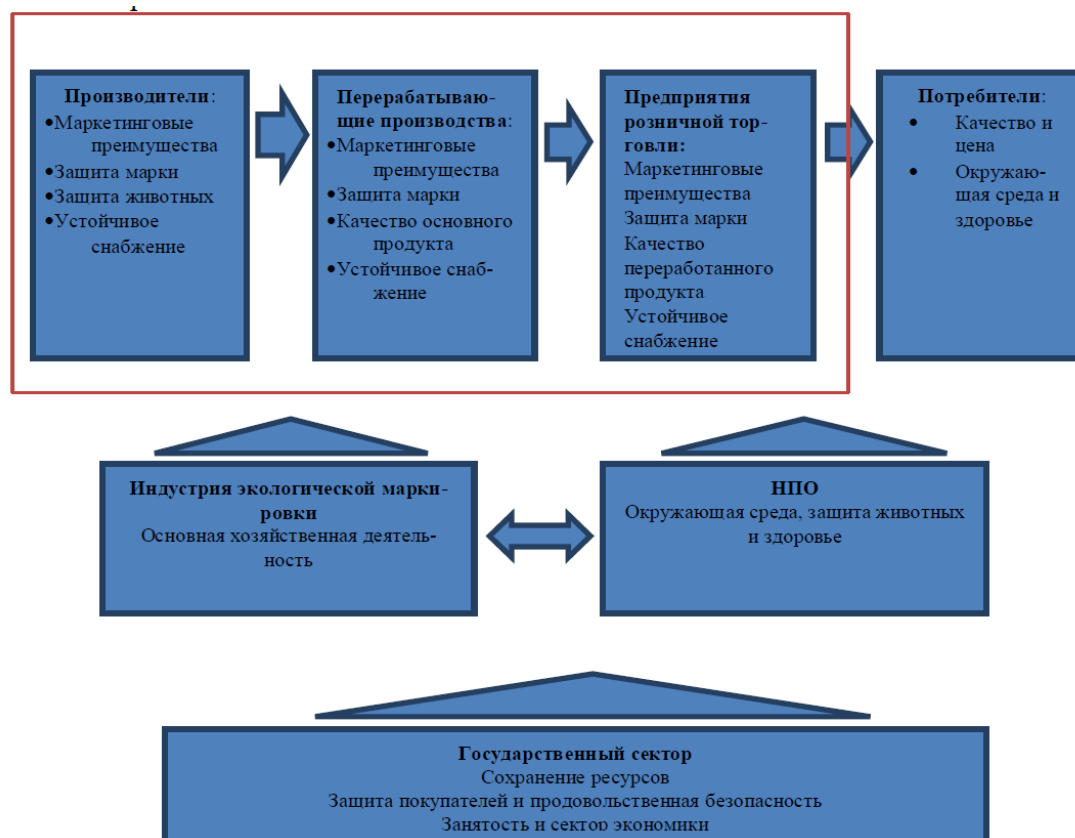 Производители:
•Маркетинговые
преимущества
•Защита марки
•Защита животных
•Устойчивое
снабжение
Перерабатываю-
щие производства:
•Маркетинговые
преимущества
•Защита марки
•Качество основного
продукта
•Устойчивое снаб-
жение
Предприятия
розничной тор-
говли:
Маркетинговые
преимущества
Защита марки
Качество
переработанного
продукта
Устойчивое
снабжение
Потребители:
• Качество и
цена
• Окружаю-
щая среда и
здоровье
Индустрия экологической марки-
ровки
Основная хозяйственная деятель-
ность
НПО
Окружающая среда, защита животных
и здоровье
Государственный сектор
Сохранение ресурсов
Защита покупателей и продовольственная безопасность
Занятость и сектор экономики